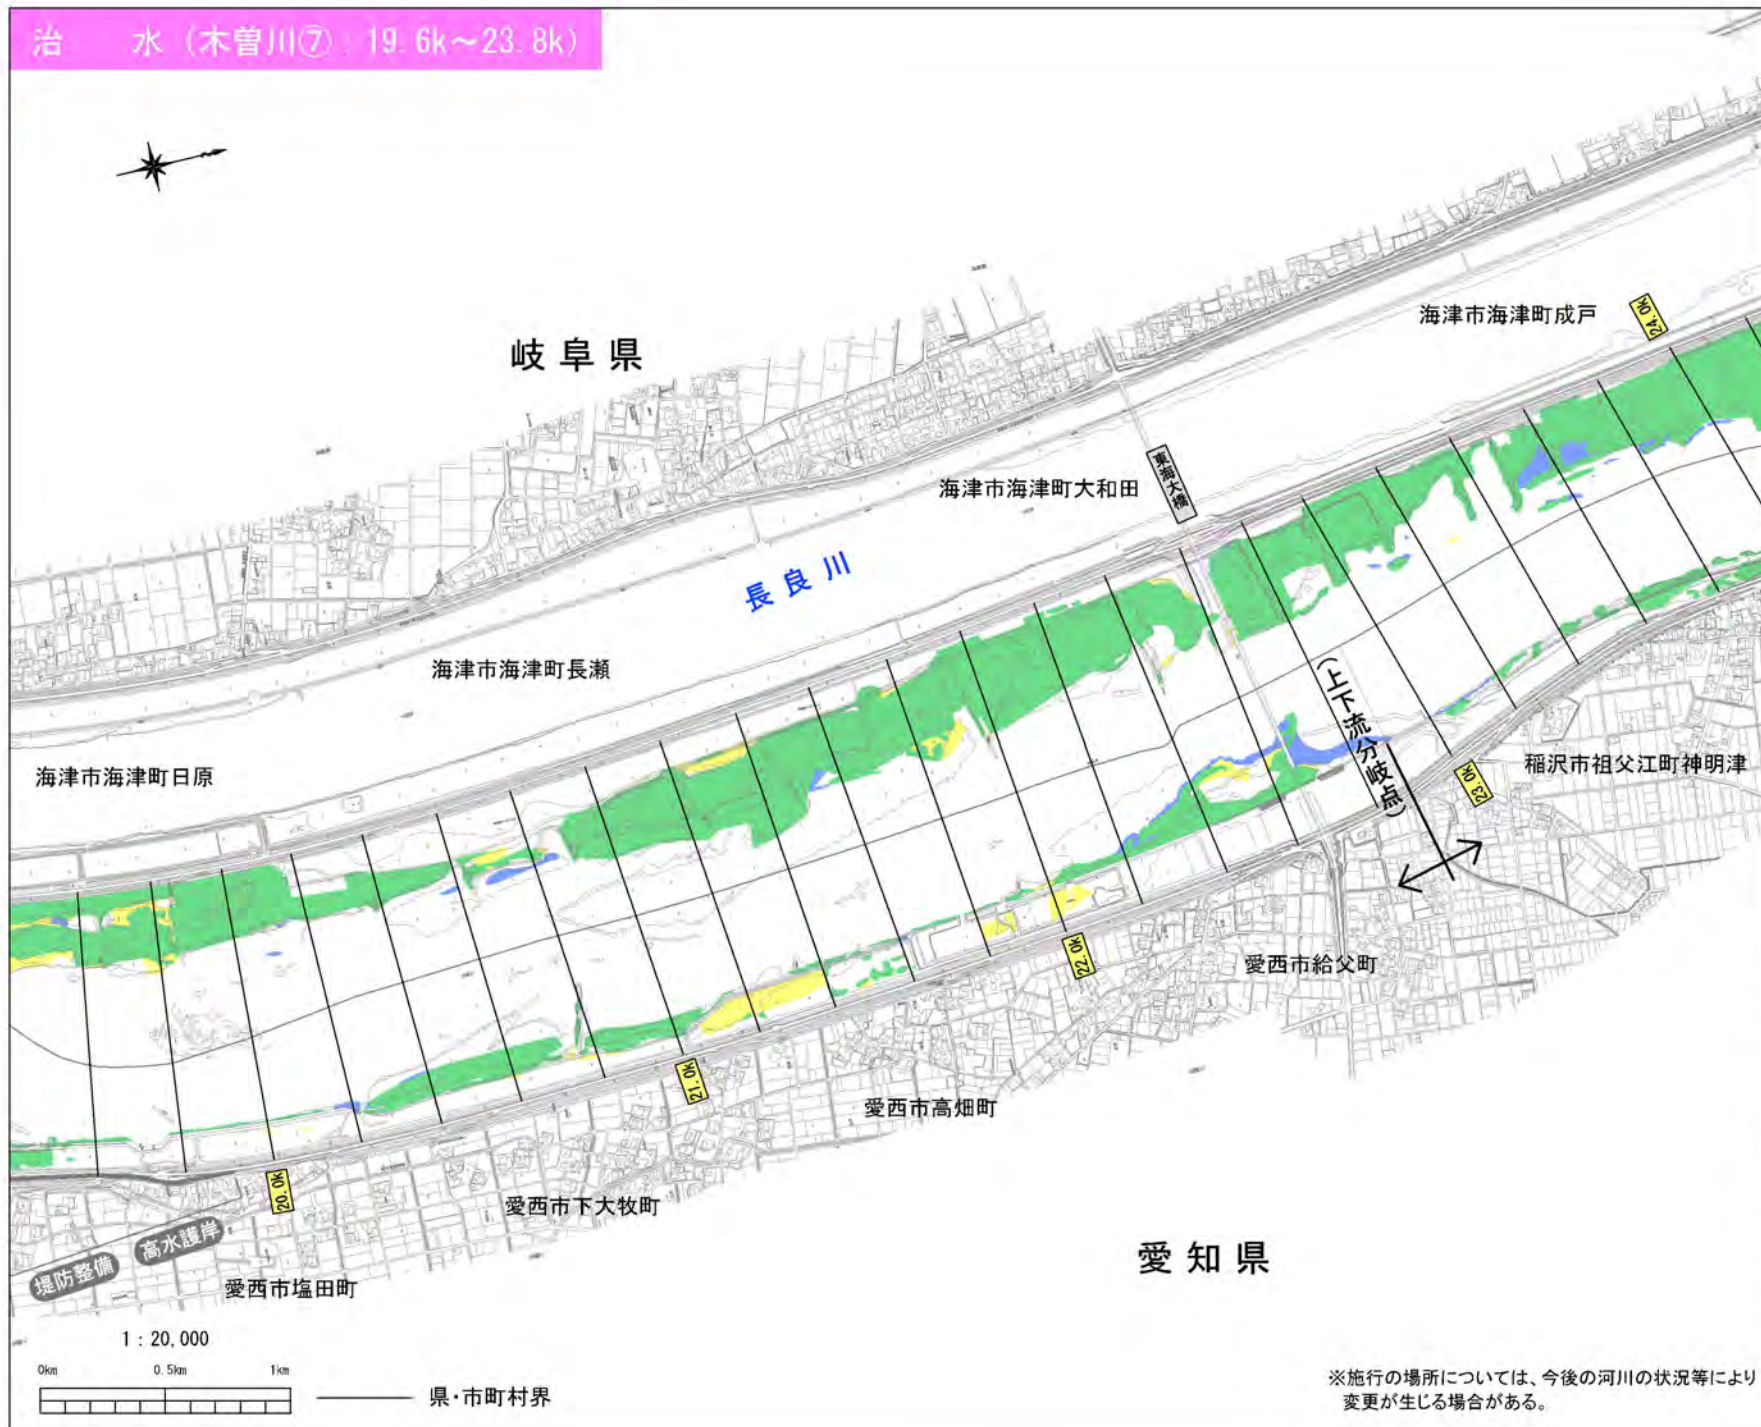 治　水（木曽川⑦：19.6k～23.8k）
岐阜県
海津市海津町成戸
24.0k
東海大橋
海津市海津町大和田
長良川
海津市海津町長瀬
（上下流分岐点）
海津市海津町日原
稲沢市祖父江町神明津
23.0k
22.0k
愛西市給父町
21.0k
愛西市高畑町
20.0k
愛西市下大牧町
高水護岸
堤防整備
愛知県
愛西市塩田町
1：20,000
0km 0.5km 1km
県・市町村界
※施行の場所については、今後の河川の状況等により
変更が生じる場合がある。